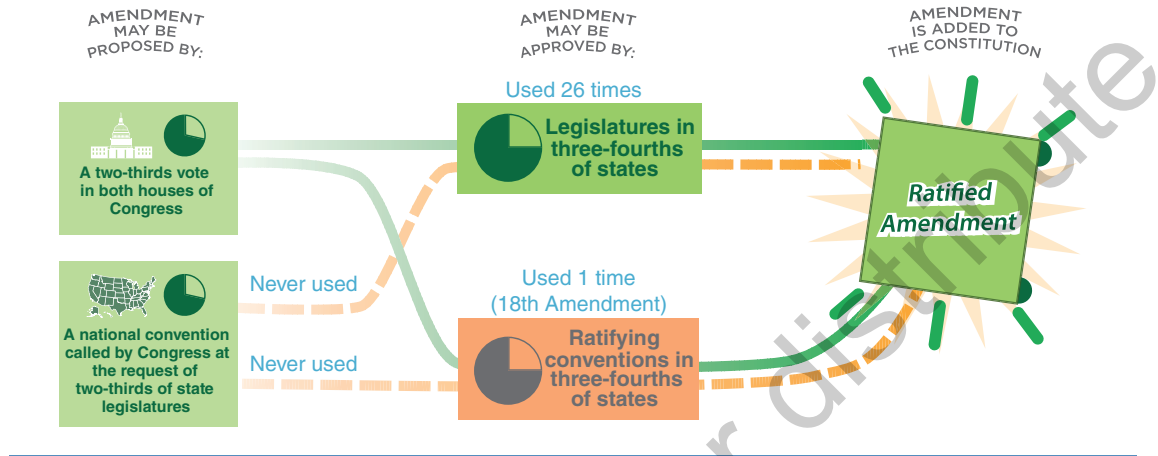 AMENDMENT
MAY BE
PROPOSED BY:
AMENDMENT
MAY BE
APPROVED BY:
AMENDMENT
IS ADDED TO
THE CONSTITUTION
A two-thirds vote
in both houses of
Congress
Used 26 times
Legislatures in
three-fourths
of states
Ratified
Amendment
A national convention
called by Congress at
the request of
two-thirds of state
legislatures
Never used
Never used
Used 1 time
(18th Amendment)
Ratifying
conventions in
three-fourths
of states
r distribute